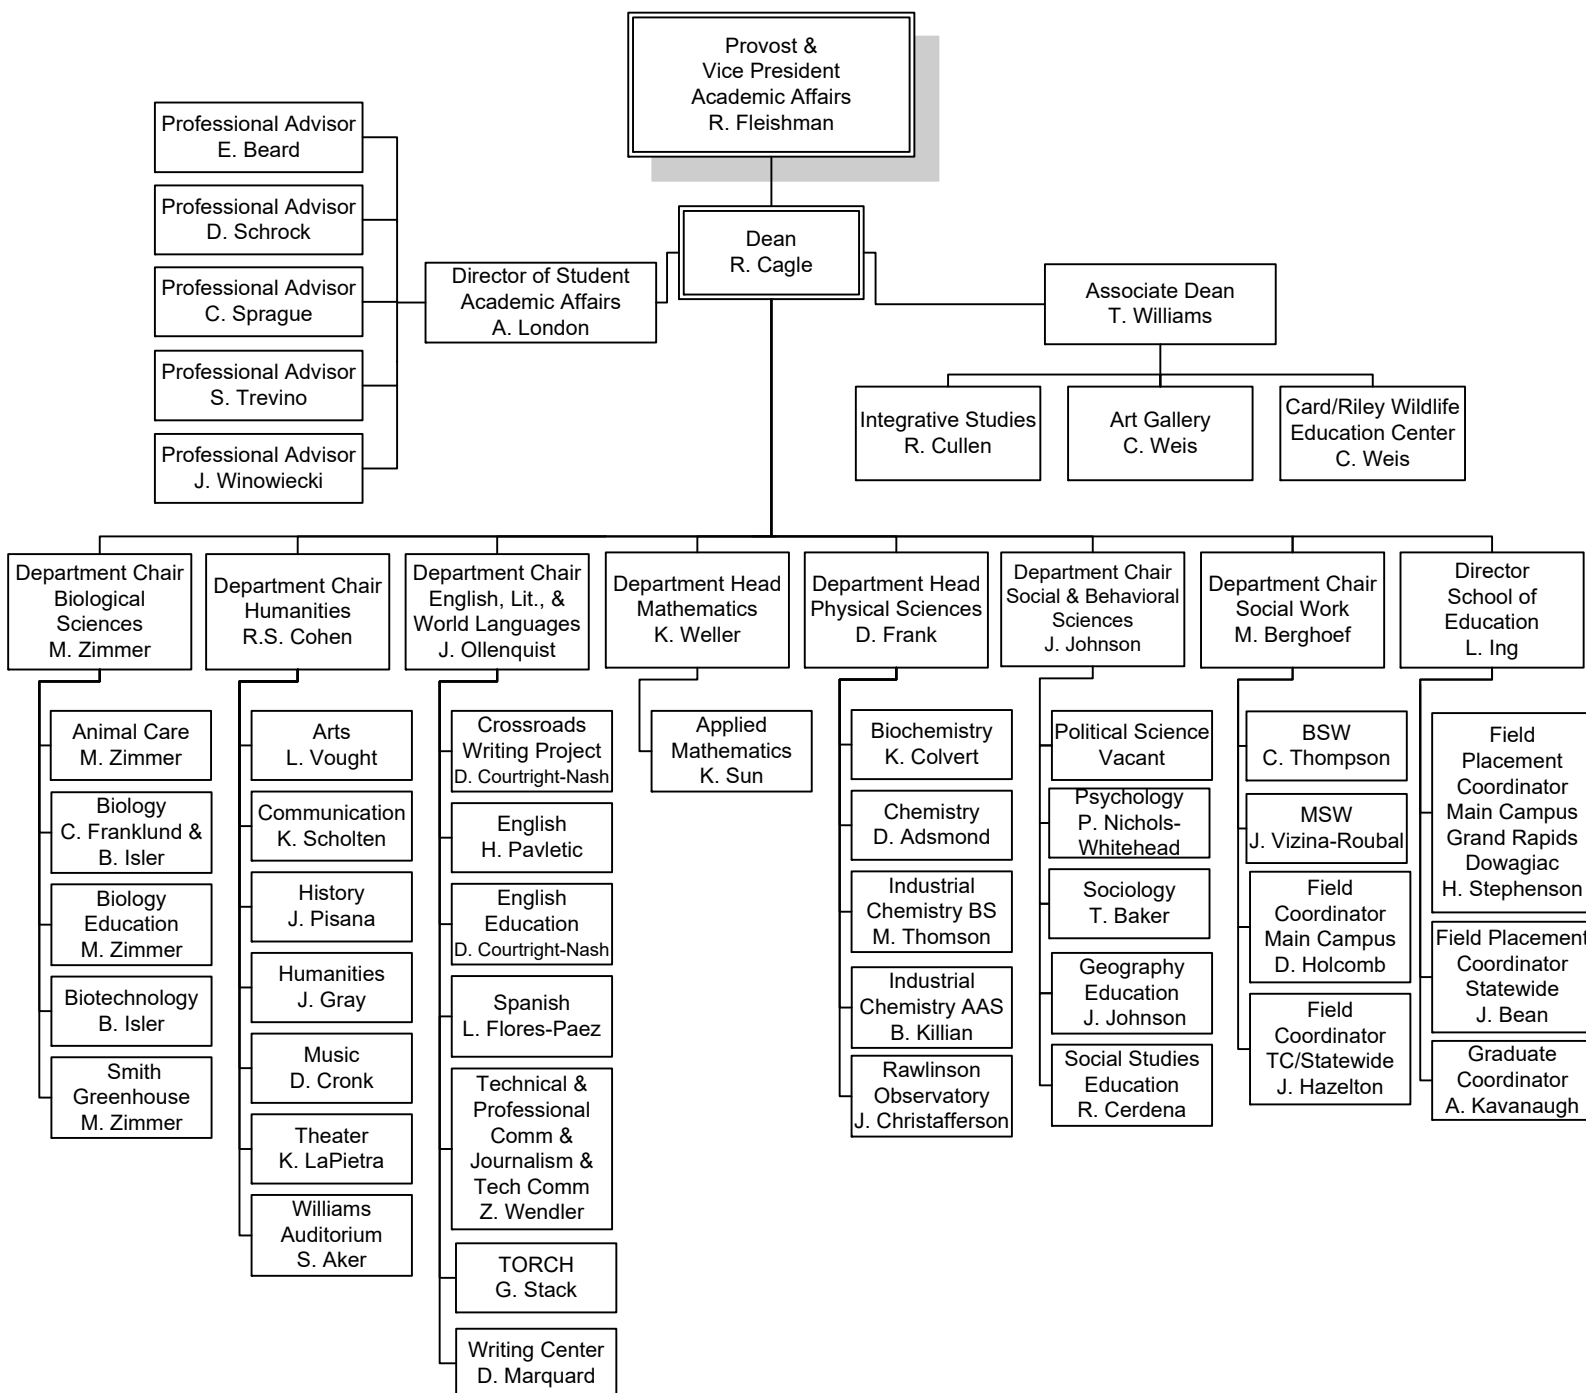 Provost &
Vice President
Academic Affairs
R. Fleishman
Professional Advisor
E. Beard
Professional Advisor
D. Schrock
Professional Advisor
C. Sprague
Professional Advisor
S. Trevino
Professional Advisor
J. Winowiecki
Director of Student
Academic Affairs
A. London
Dean
R. Cagle
Associate Dean
T. Williams
Integrative Studies
R. Cullen
Art Gallery
C. Weis
Card/Riley Wildlife
Education Center
C. Weis
Department Chair
Biological
Sciences
M. Zimmer
Animal Care
M. Zimmer
Biology
C. Franklund &
B. Isler
Biology
Education
M. Zimmer
Biotechnology
B. Isler
Smith
Greenhouse
M. Zimmer
Department Chair
Humanities
R.S. Cohen
Arts
L. Vought
Communication
K. Scholten
History
J. Pisana
Humanities
J. Gray
Music
D. Cronk
Theater
K. LaPietra
Williams
Auditorium
S. Aker
Department Chair
English, Lit., &
World Languages
J. Ollenquist
Crossroads
Writing Project
D. Courtright-Nash
English
H. Pavletic
English
Education
D. Courtright-Nash
Spanish
L. Flores-Paez
Technical &
Professional
Comm &
Journalism &
Tech Comm
Z. Wendler
TORCH
G. Stack
Writing Center
D. Marquard
Department Head
Mathematics
K. Weller
Applied
Mathematics
K. Sun
Department Head
Physical Sciences
D. Frank
Biochemistry
K. Colvert
Chemistry
D. Adsmond
Industrial
Chemistry BS
M. Thomson
Industrial
Chemistry AAS
B. Killian
Rawlinson
Observatory
J. Christafferson
Department Chair
Social & Behavioral
Sciences
J. Johnson
Political Science
Vacant
Psychology
P. Nichols-
Whitehead
Sociology
T. Baker
Geography
Education
J. Johnson
Social Studies
Education
R. Cerdena
Department Chair
Social Work
M. Berghoef
BSW
C. Thompson
MSW
J. Vizina-Roubal
Field
Coordinator
Main Campus
D. Holcomb
Field
Coordinator
TC/Statewide
J. Hazelton
Director
School of
Education
L. Ing
Field
Placement
Coordinator
Main Campus
Grand Rapids
Dowagiac
H. Stephenson
Field Placement
Coordinator
Statewide
J. Bean
Graduate
Coordinator
A. Kavanaugh